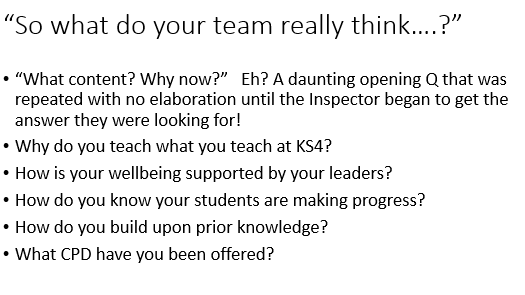 “So what do your team really think....?”
• “What content? Why now?”   Eh? A daunting opening Q that was
repeated with no elaboration until the Inspector began to get the
answer they were looking for!
• Why do you teach what you teach at KS4?
• How is your wellbeing supported by your leaders?
• How do you know your students are making progress?
• How do you build upon prior knowledge?
• What CPD have you been offered?